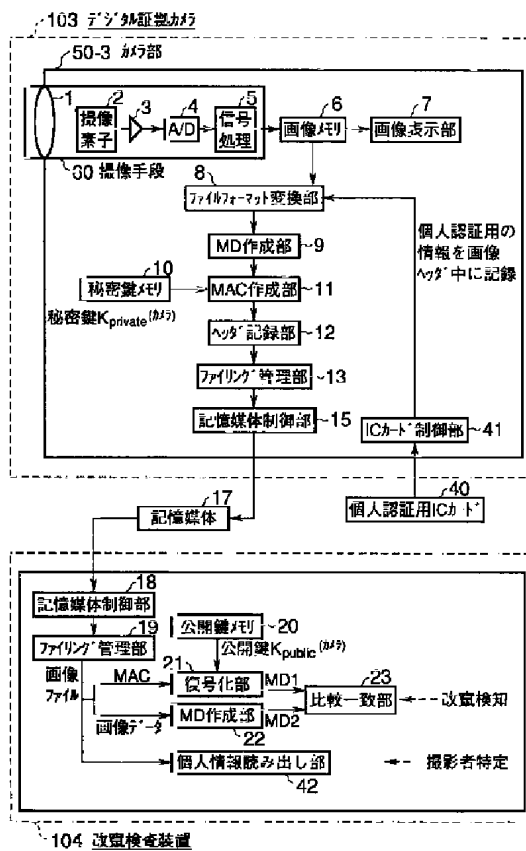 103 デジタル証拠カメラ
50-3 カメラ部
1
2
3
4
5
6
7
撮像
素子
A/D
信号
処理
画像メモリ
画像表示部
60 撮像手段
8
ファイルフォーマット変換部
MD作成部
9
個人認証用の
情報を画像
ヘッダ中に記録
10
秘密鍵メモリ
MAC作成部
11
秘密鍵Kprivate(カメラ)
ヘッダ記録部
12
ファイリング管理部
13
記憶媒体制御部
15
ICカード制御部
41
17
記憶媒体
40
個人認証用ICカード
18
記憶媒体制御部
19
ファイリング管理部
公開鍵メモリ
20
公開鍵Kpublic(カメラ)
画像
ファイル
MAC
21
復号化部
MD1
23
比較一致部
改竄検知
画像データ
MD作成部
MD2
22
個人情報読み出し部
撮影者特定
42
104 改竄検査装置